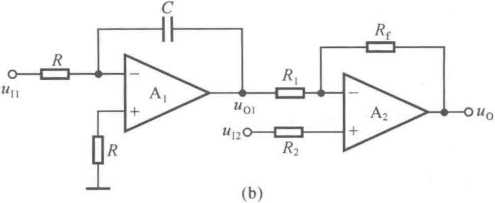 C
R
R_f
−
A₁
+
u_I1
R
u_O1
R₁
−
A₂
+
u_I2
R₂
u_O
(b)